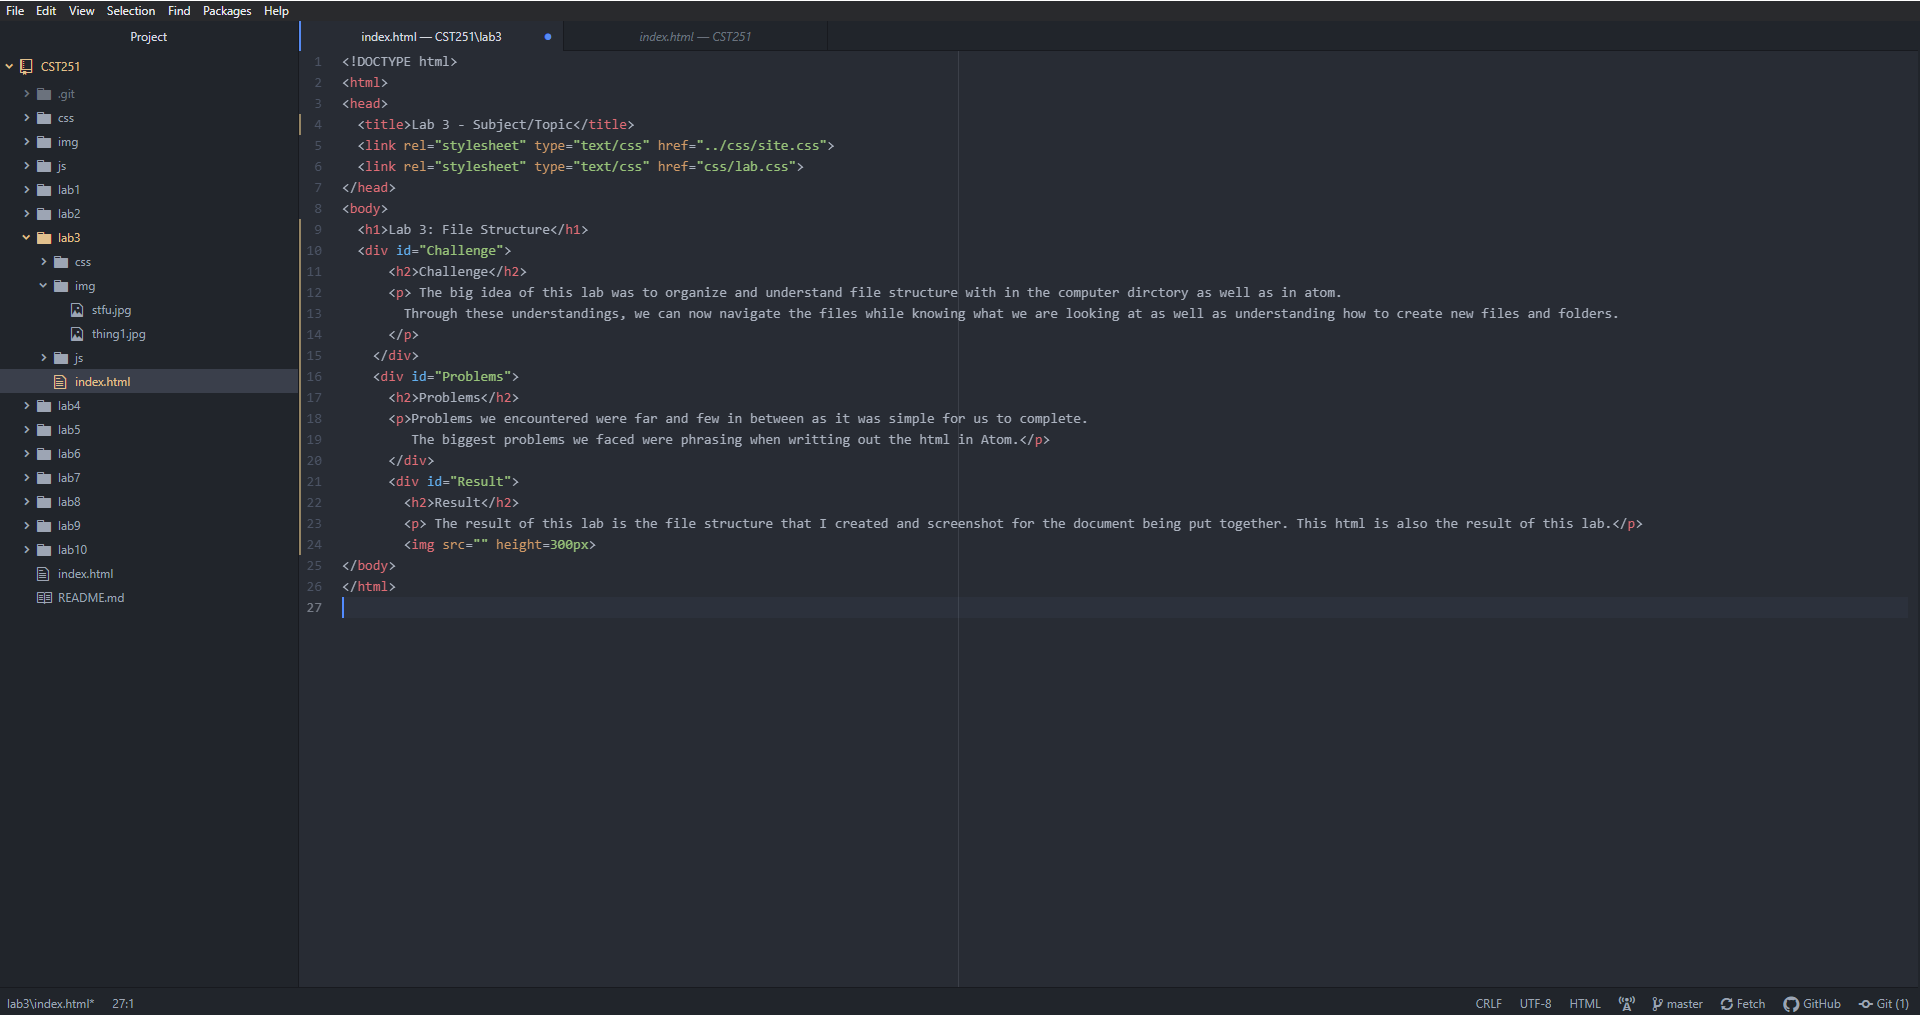 File Edit View Selection Find Packages Help
Project
CST251
.git
css
img
js
lab1
lab2
lab3
css
img
stfu.jpg
thing1.jpg
js
index.html
lab4
lab5
lab6
lab7
lab8
lab9
lab10
index.html
README.md
index.html — CST251\lab3
index.html — CST251
1 <!DOCTYPE html>
2 <html>
3 <head>
4 <title>Lab 3 - Subject/Topic</title>
5 <link rel="stylesheet" type="text/css" href="../css/site.css">
6 <link rel="stylesheet" type="text/css" href="css/lab.css">
7 </head>
8 <body>
9 <h1>Lab 3: File Structure</h1>
10 <div id="Challenge">
11 <h2>Challenge</h2>
12 <p> The big idea of this lab was to organize and understand file structure with in the computer dirctory as well as in atom.
13 Through these understandings, we can now navigate the files while knowing what we are looking at as well as understanding how to create new files and folders.
14 </p>
15 </div>
16 <div id="Problems">
17 <h2>Problems</h2>
18 <p>Problems we encountered were far and few in between as it was simple for us to complete.
19 The biggest problems we faced were phrasing when writting out the html in Atom.</p>
20 </div>
21 <div id="Result">
22 <h2>Result</h2>
23 <p> The result of this lab is the file structure that I created and screenshot for the document being put together. This html is also the result of this lab.</p>
24 <img src="" height=300px>
25 </body>
26 </html>
27
lab3\index.html* 27:1 CRLF UTF-8 HTML master Fetch GitHub Git (1)